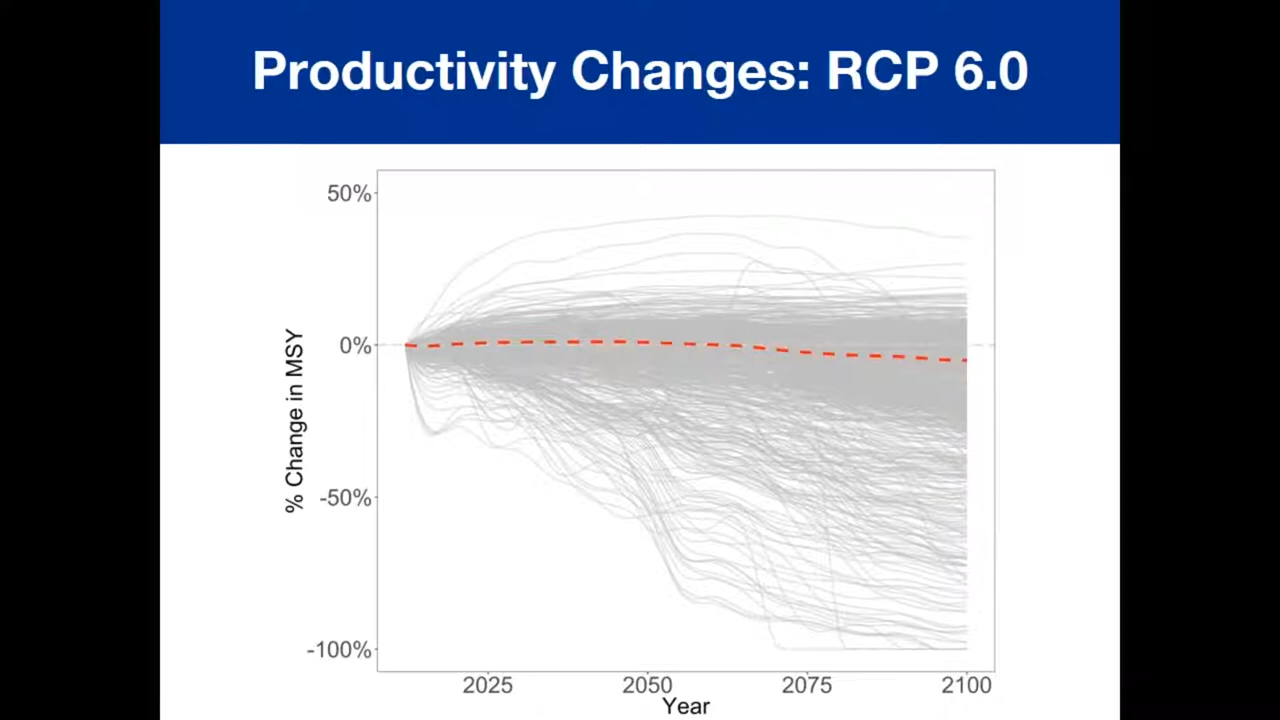 Productivity Changes: RCP 6.0
50%
0%
-50%
-100%
% Change in MSY
2025 2050 2075 2100
Year